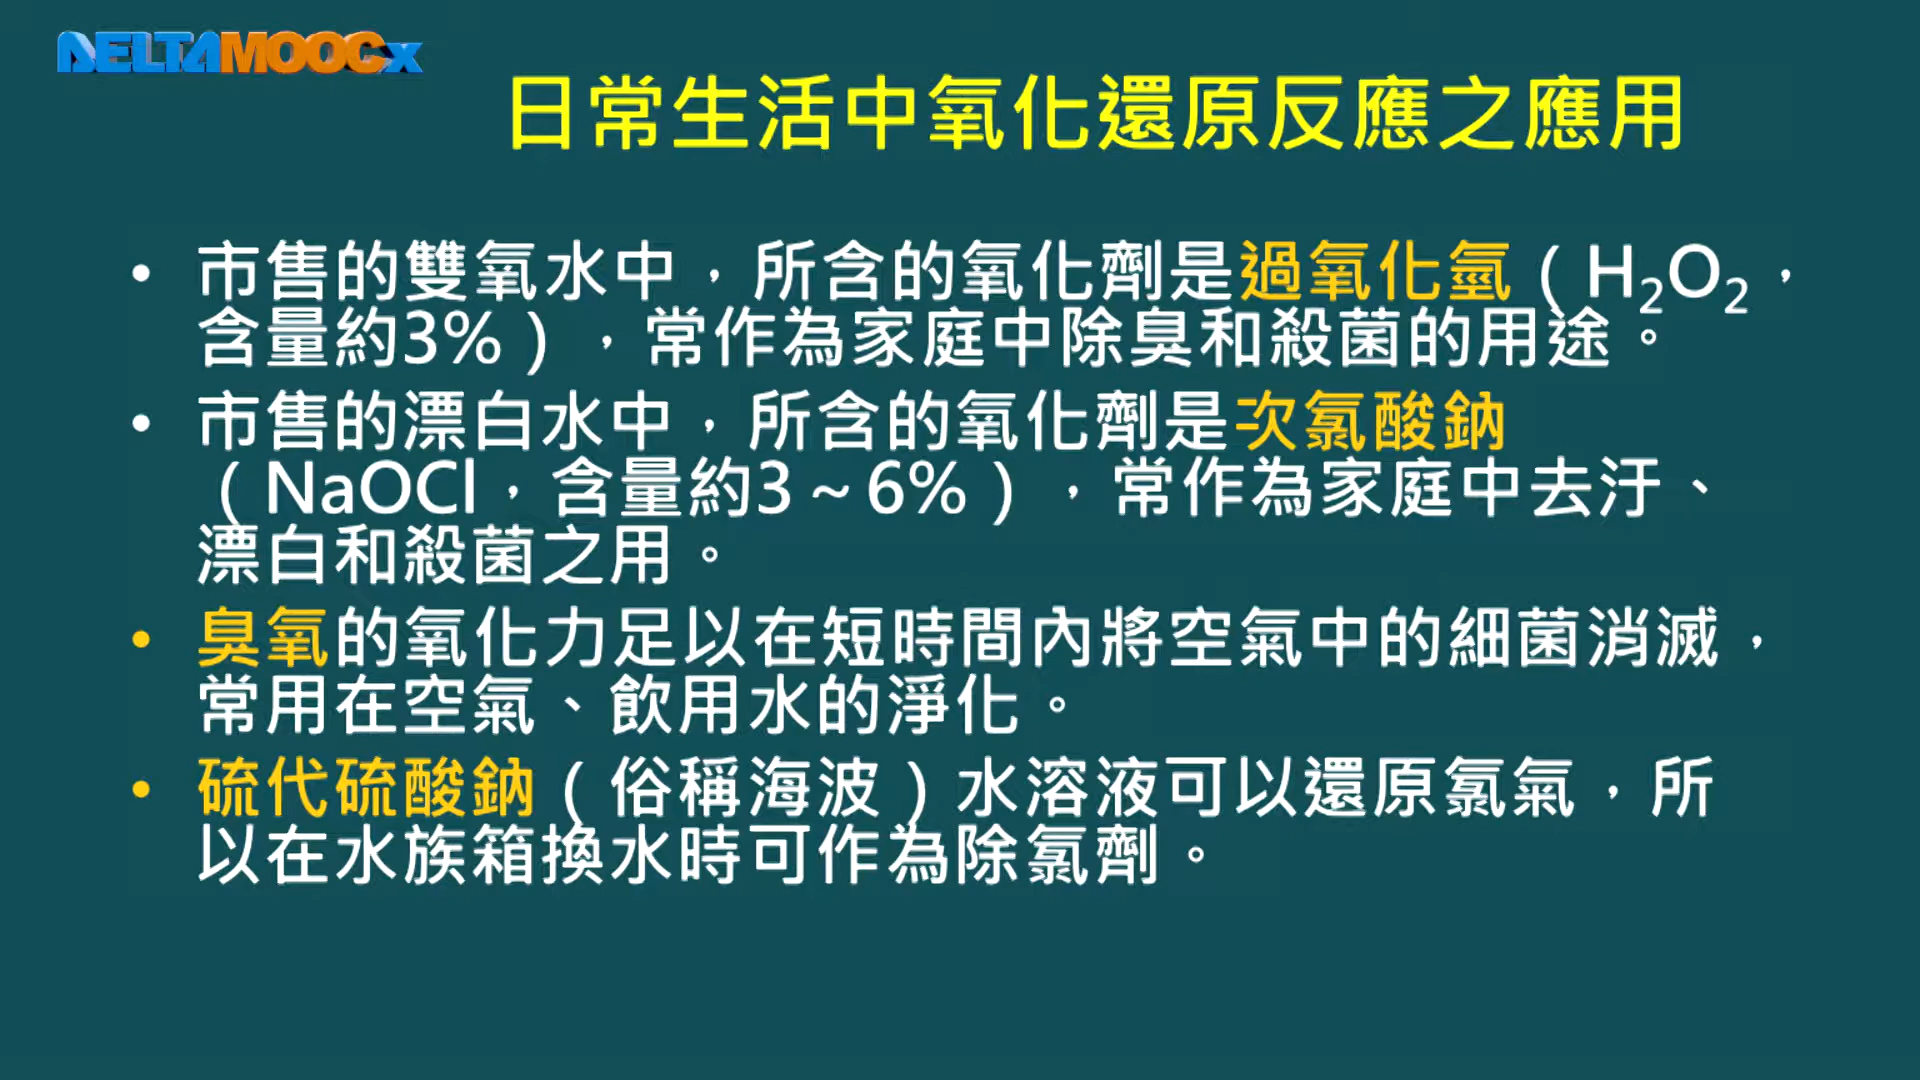 DELTAMOOCx
日常生活中氧化還原反應之應用
• 市售的雙氧水中，所含的氧化劑是過氧化氫（H₂O₂，
含量約3%），常作為家庭中除臭和殺菌的用途。
• 市售的漂白水中，所含的氧化劑是次氯酸鈉
（NaOCl，含量約3～6%），常作為家庭中去汙、
漂白和殺菌之用。
• 臭氧的氧化力足以在短時間內將空氣中的細菌消滅，
常用在空氣、飲用水的淨化。
• 硫代硫酸鈉（俗稱海波）水溶液可以還原氯氣，所
以在水族箱換水時可作為除氯劑。